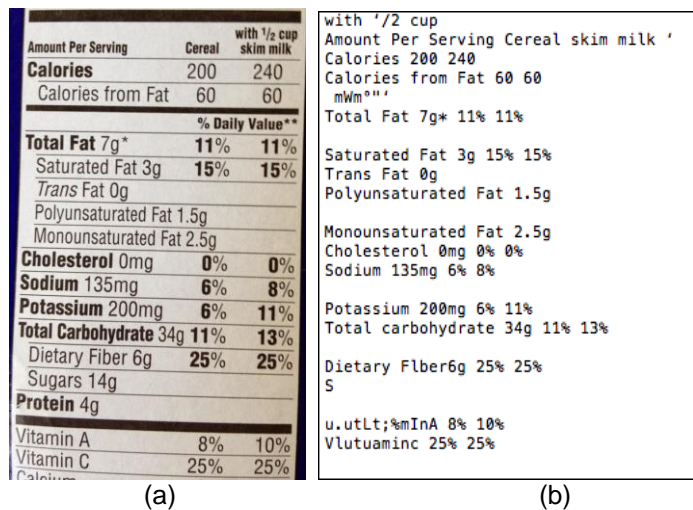 with 1/2 cup
Amount Per Serving Cereal skim milk
Calories 200 240
Calories from Fat 60 60
% Daily Value**
Total Fat 7g* 11% 11%
Saturated Fat 3g 15% 15%
Trans Fat 0g
Polyunsaturated Fat 1.5g
Monounsaturated Fat 2.5g
Cholesterol 0mg 0% 0%
Sodium 135mg 6% 8%
Potassium 200mg 6% 11%
Total Carbohydrate 34g 11% 13%
Dietary Fiber 6g 25% 25%
Sugars 14g
Protein 4g
Vitamin A 8% 10%
Vitamin C 25% 25%
Calcium
(a)
with ‘/2 cup
Amount Per Serving Cereal skim milk ‘
Calories 200 240
Calories from Fat 60 60
mWm°"‘
Total Fat 7g* 11% 11%
Saturated Fat 3g 15% 15%
Trans Fat 0g
Polyunsaturated Fat 1.5g
Monounsaturated Fat 2.5g
Cholesterol 0mg 0% 0%
Sodium 135mg 6% 8%
Potassium 200mg 6% 11%
Total carbohydrate 34g 11% 13%
Dietary Flber6g 25% 25%
S
u.utLt;%mInA 8% 10%
Vlutuaminc 25% 25%
(b)